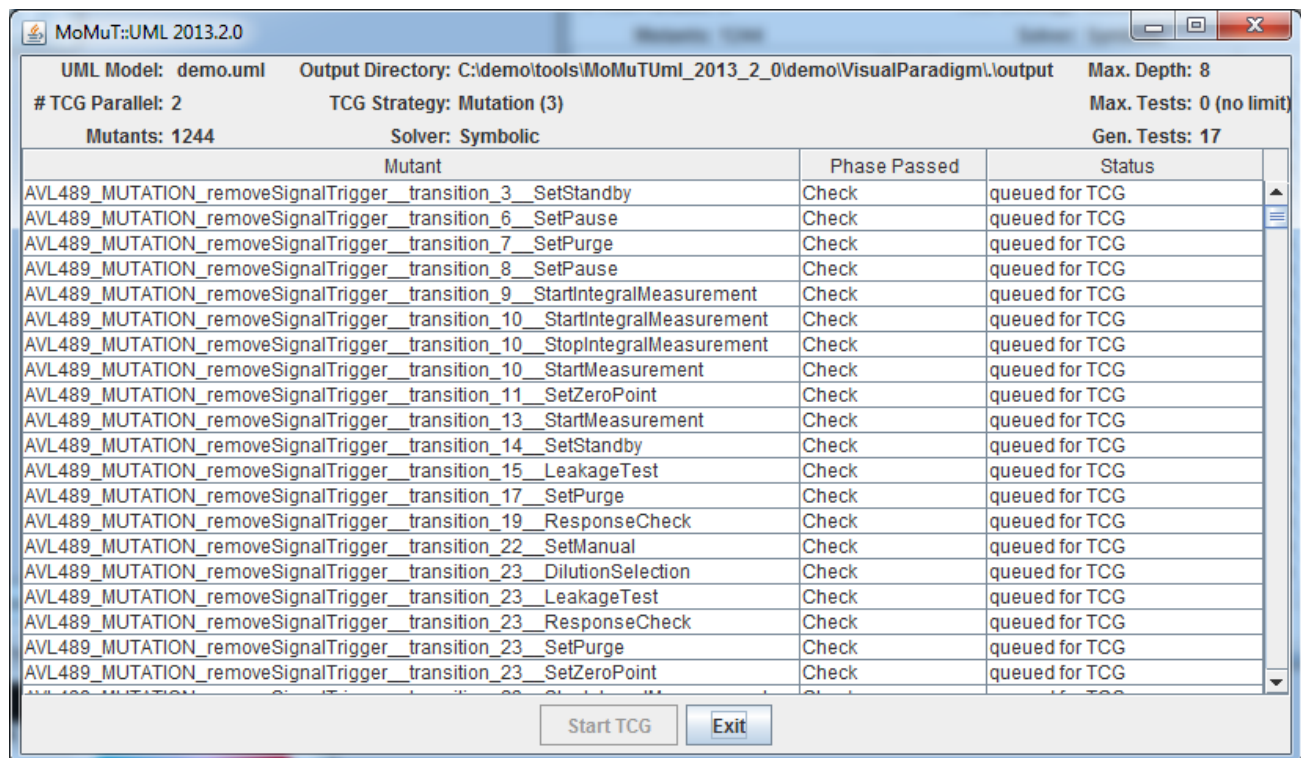 MoMuT::UML 2013.2.0
UML Model: demo.uml Output Directory: C:\demo\tools\MoMuTUml_2013_2_0\demo\VisualParadigm\.\output Max. Depth: 8
# TCG Parallel: 2 TCG Strategy: Mutation (3) Max. Tests: 0 (no limit)
Mutants: 1244 Solver: Symbolic Gen. Tests: 17
Mutant Phase Passed Status
AVL489_MUTATION_removeSignalTrigger__transition_3__SetStandby Check queued for TCG
AVL489_MUTATION_removeSignalTrigger__transition_6__SetPause Check queued for TCG
AVL489_MUTATION_removeSignalTrigger__transition_7__SetPurge Check queued for TCG
AVL489_MUTATION_removeSignalTrigger__transition_8__SetPause Check queued for TCG
AVL489_MUTATION_removeSignalTrigger__transition_9__StartIntegralMeasurement Check queued for TCG
AVL489_MUTATION_removeSignalTrigger__transition_10__StartIntegralMeasurement Check queued for TCG
AVL489_MUTATION_removeSignalTrigger__transition_10__StopIntegralMeasurement Check queued for TCG
AVL489_MUTATION_removeSignalTrigger__transition_10__StartMeasurement Check queued for TCG
AVL489_MUTATION_removeSignalTrigger__transition_11__SetZeroPoint Check queued for TCG
AVL489_MUTATION_removeSignalTrigger__transition_13__StartMeasurement Check queued for TCG
AVL489_MUTATION_removeSignalTrigger__transition_14__SetStandby Check queued for TCG
AVL489_MUTATION_removeSignalTrigger__transition_15__LeakageTest Check queued for TCG
AVL489_MUTATION_removeSignalTrigger__transition_17__SetPurge Check queued for TCG
AVL489_MUTATION_removeSignalTrigger__transition_19__ResponseCheck Check queued for TCG
AVL489_MUTATION_removeSignalTrigger__transition_22__SetManual Check queued for TCG
AVL489_MUTATION_removeSignalTrigger__transition_23__DilutionSelection Check queued for TCG
AVL489_MUTATION_removeSignalTrigger__transition_23__LeakageTest Check queued for TCG
AVL489_MUTATION_removeSignalTrigger__transition_23__ResponseCheck Check queued for TCG
AVL489_MUTATION_removeSignalTrigger__transition_23__SetPurge Check queued for TCG
AVL489_MUTATION_removeSignalTrigger__transition_23__SetZeroPoint Check queued for TCG
Start TCG Exit